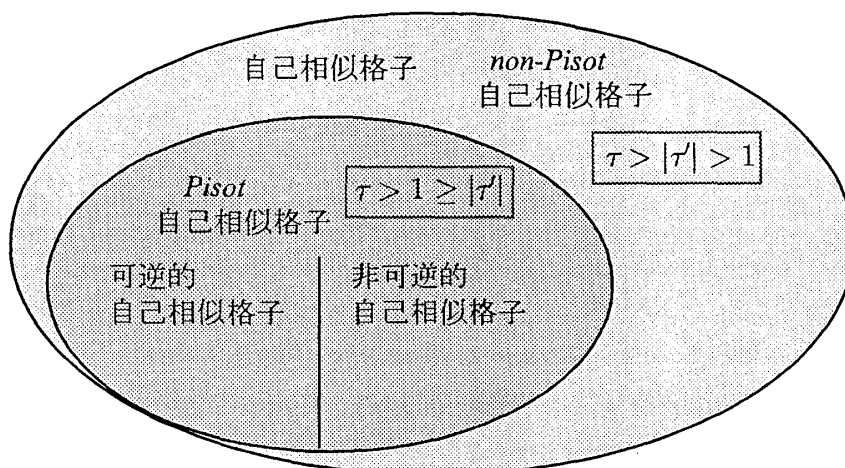 自己相似格子
non-Pisot
自己相似格子
τ > |τ'| > 1
Pisot
自己相似格子
τ > 1 ≥ |τ'|
可逆的
自己相似格子
非可逆的
自己相似格子